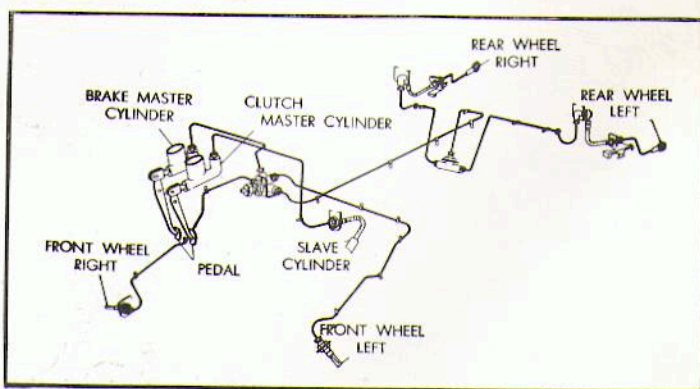 REAR WHEEL
RIGHT
BRAKE MASTER
CYLINDER
CLUTCH
MASTER CYLINDER
REAR WHEEL
LEFT
FRONT WHEEL
RIGHT
PEDAL
SLAVE
CYLINDER
FRONT WHEEL
LEFT